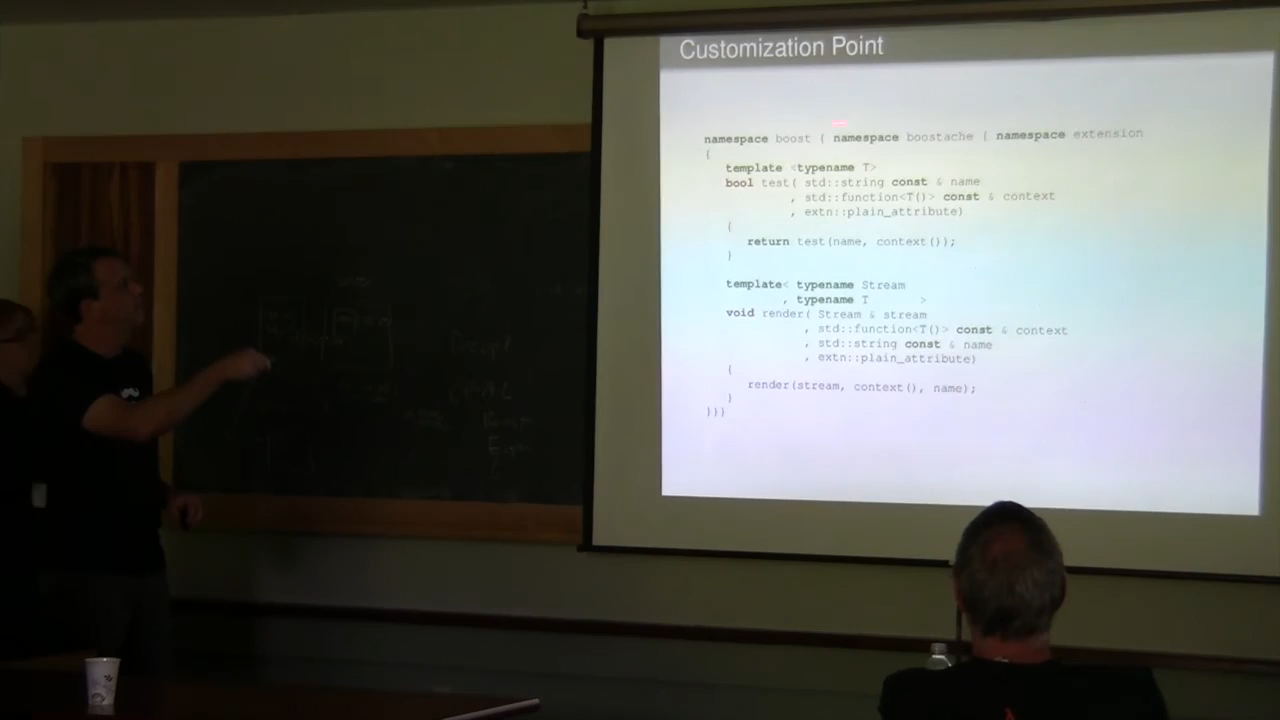 Customization Point
namespace boost { namespace boostache { namespace extension
{
template <typename T>
bool test( std::string const & name
, std::function<T()> const & context
, extn::plain_attribute)
{
return test(name, context());
}
template< typename Stream
, typename T >
void render( Stream & stream
, std::function<T()> const & context
, std::string const & name
, extn::plain_attribute)
{
render(stream, context(), name);
}
}}}